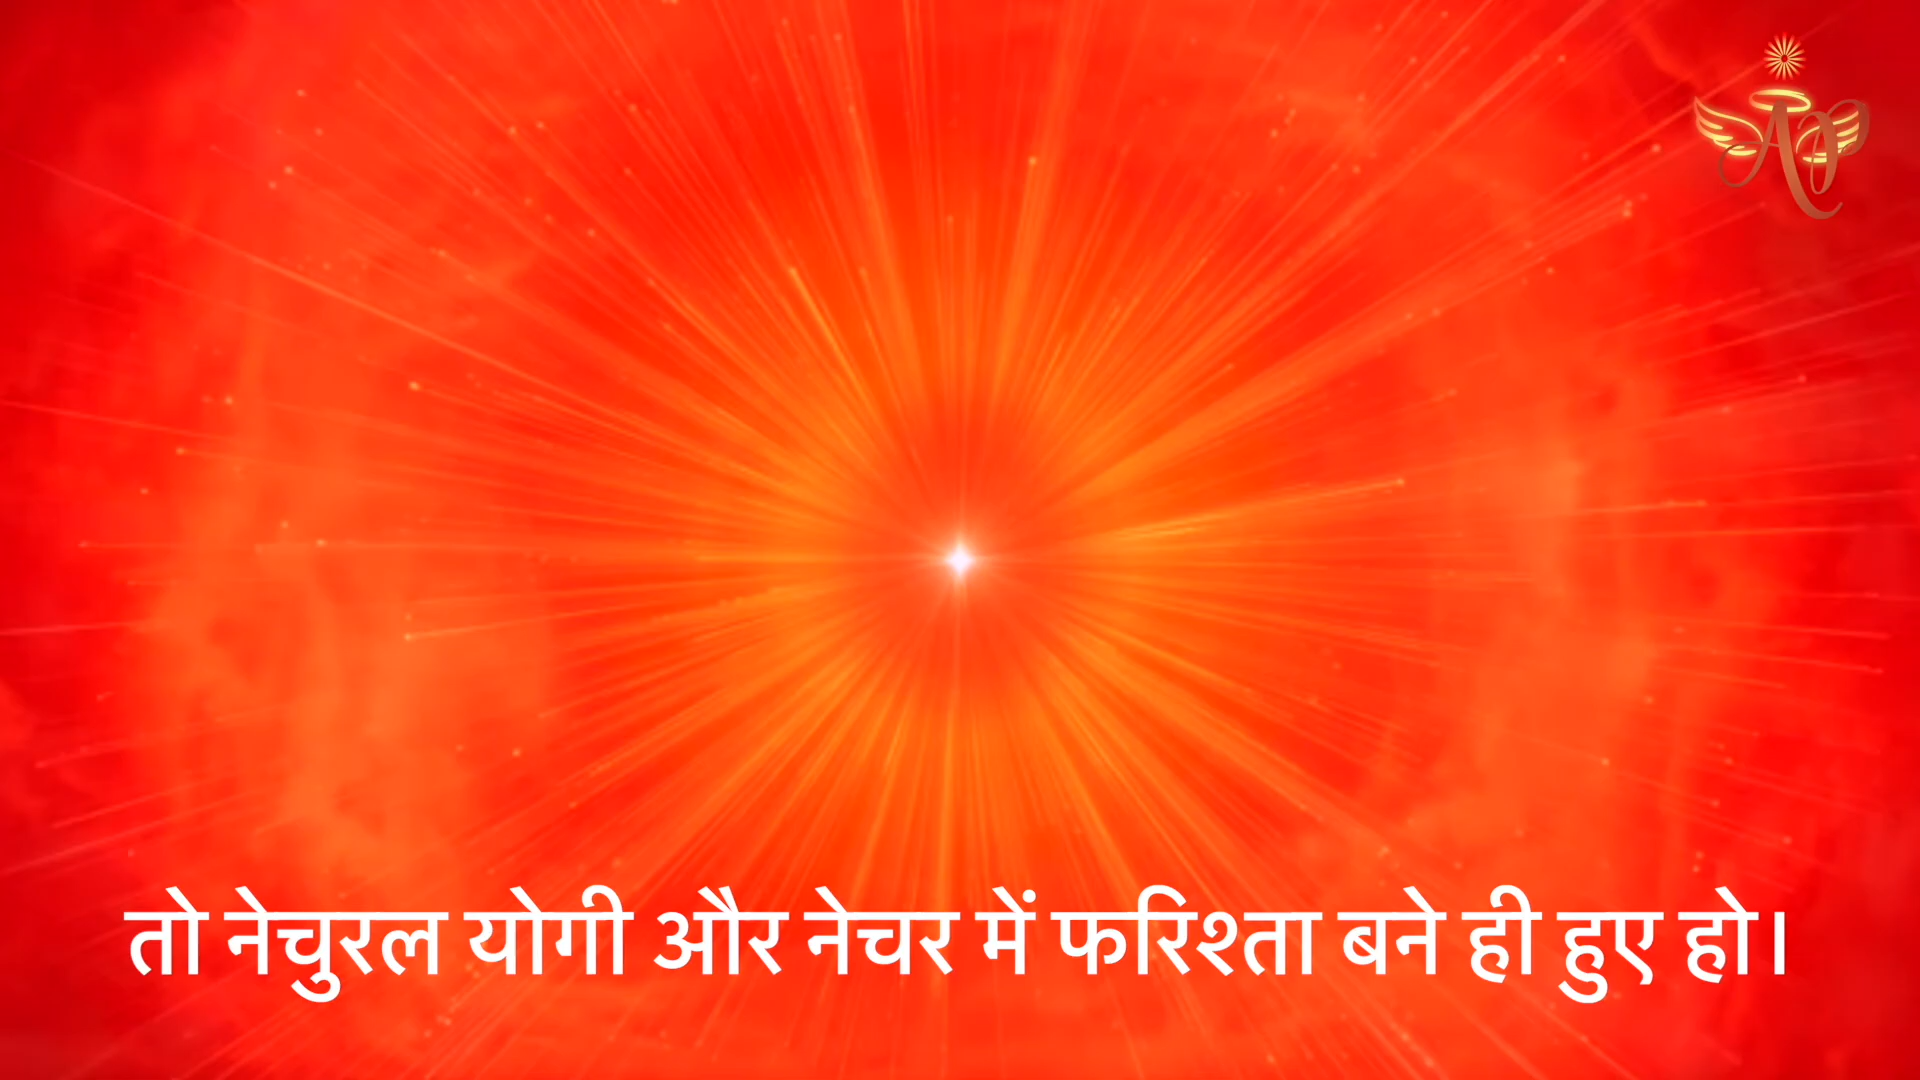 तो नेचुरल योगी और नेचर में फरिश्ता बने ही हुए हो।